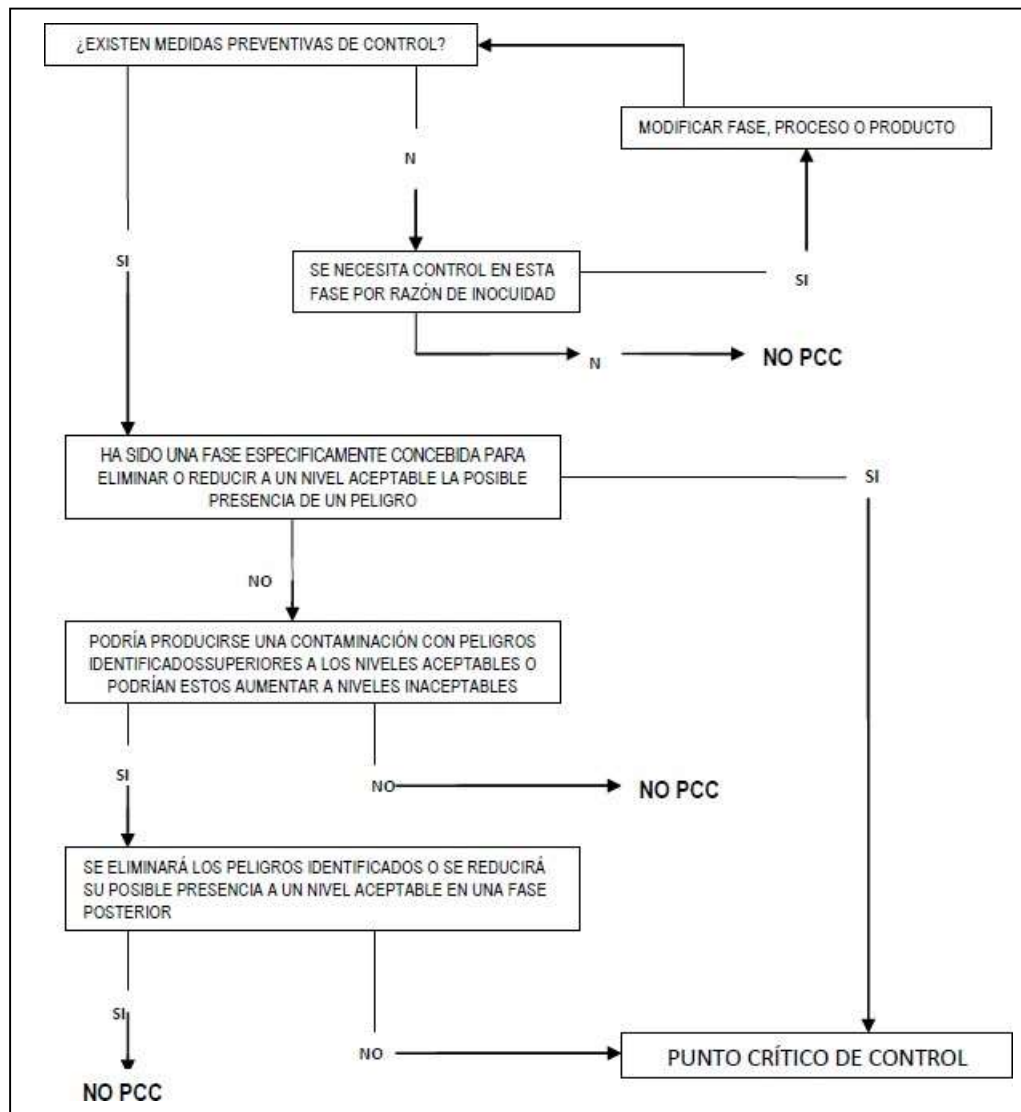 ¿EXISTEN MEDIDAS PREVENTIVAS DE CONTROL?
MODIFICAR FASE, PROCESO O PRODUCTO
N
SI
SE NECESITA CONTROL EN ESTA
FASE POR RAZÓN DE INOCUIDAD
SI
N
NO PCC
HA SIDO UNA FASE ESPECIFICAMENTE CONCEBIDA PARA
ELIMINAR O REDUCIR A UN NIVEL ACEPTABLE LA POSIBLE
PRESENCIA DE UN PELIGRO
SI
NO
PODRÍA PRODUCIRSE UNA CONTAMINACIÓN CON PELIGROS
IDENTIFICADOSSUPERIORES A LOS NIVELES ACEPTABLES O
PODRÍAN ESTOS AUMENTAR A NIVELES INACEPTABLES
SI
NO
NO PCC
SE ELIMINARÁ LOS PELIGROS IDENTIFICADOS O SE REDUCIRÁ
SU POSIBLE PRESENCIA A UN NIVEL ACEPTABLE EN UNA FASE
POSTERIOR
SI
NO
PUNTO CRÍTICO DE CONTROL
NO PCC